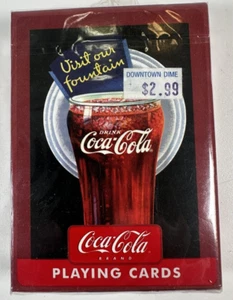 Visit our
fountain
DOWNTOWN DIME
$2.99
DRINK
Coca-Cola
Coca-Cola
BRAND
PLAYING CARDS